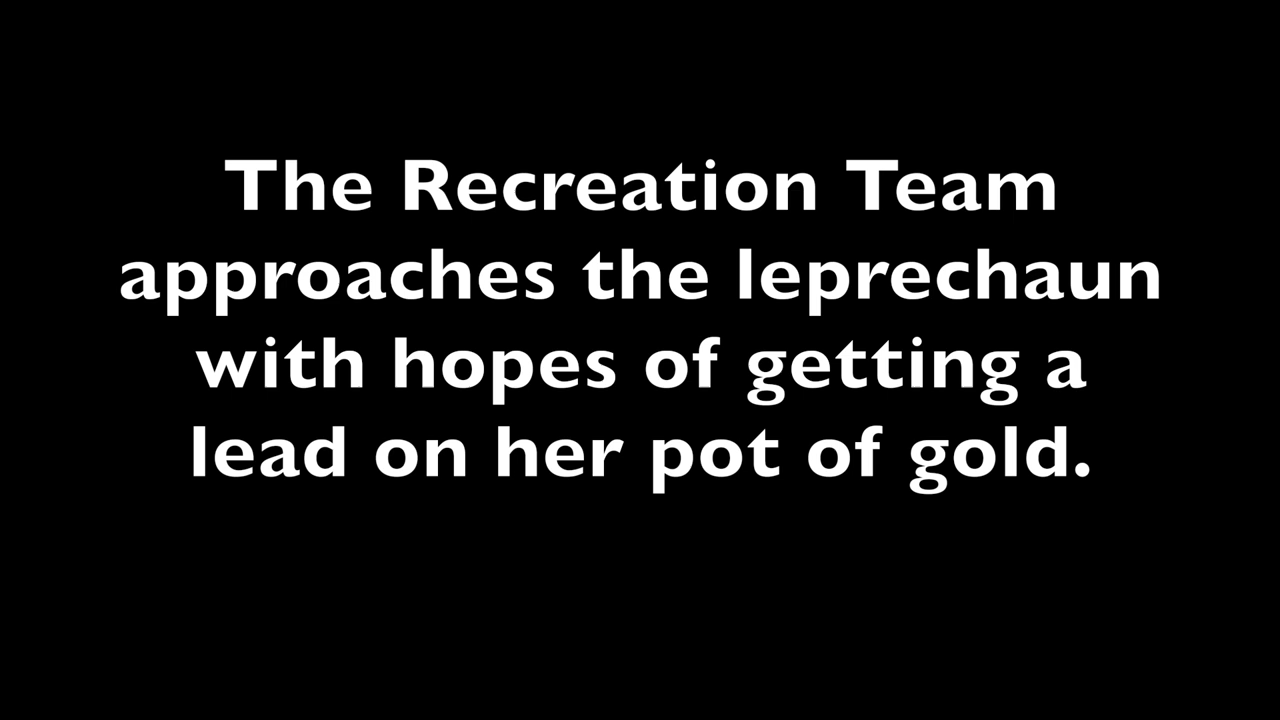 The Recreation Team
approaches the leprechaun
with hopes of getting a
lead on her pot of gold.